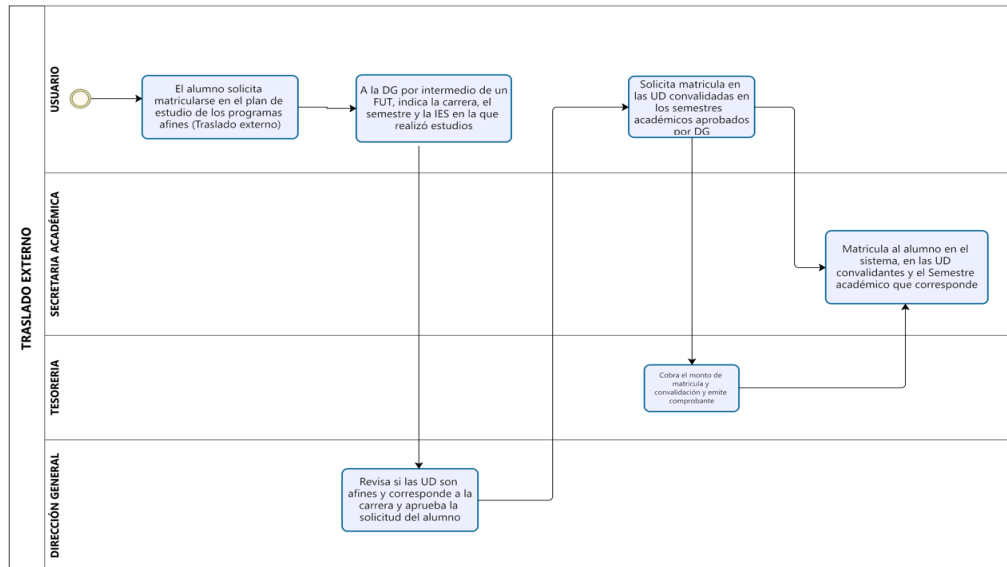 TRASLADO EXTERNO
USUARIO
El alumno solicita
matricularse en el plan de
estudio de los programas
afines (Traslado externo)
A la DG por intermedio de un
FUT, indica la carrera, el
semestre y la IES en la que
realizó estudios
Solicita matricula en
las UD convalidadas en
los semestres
académicos aprobados
por DG
SECRETARIA ACADÉMICA
Matricula al alumno en el
sistema, en las UD
convalidantes y el Semestre
académico que corresponde
TESORERIA
Cobra el monto de
matricula y
convalidación y emite
comprobante
DIRECCIÓN GENERAL
Revisa si las UD son
afines y corresponde a la
carrera y aprueba la
solicitud del alumno